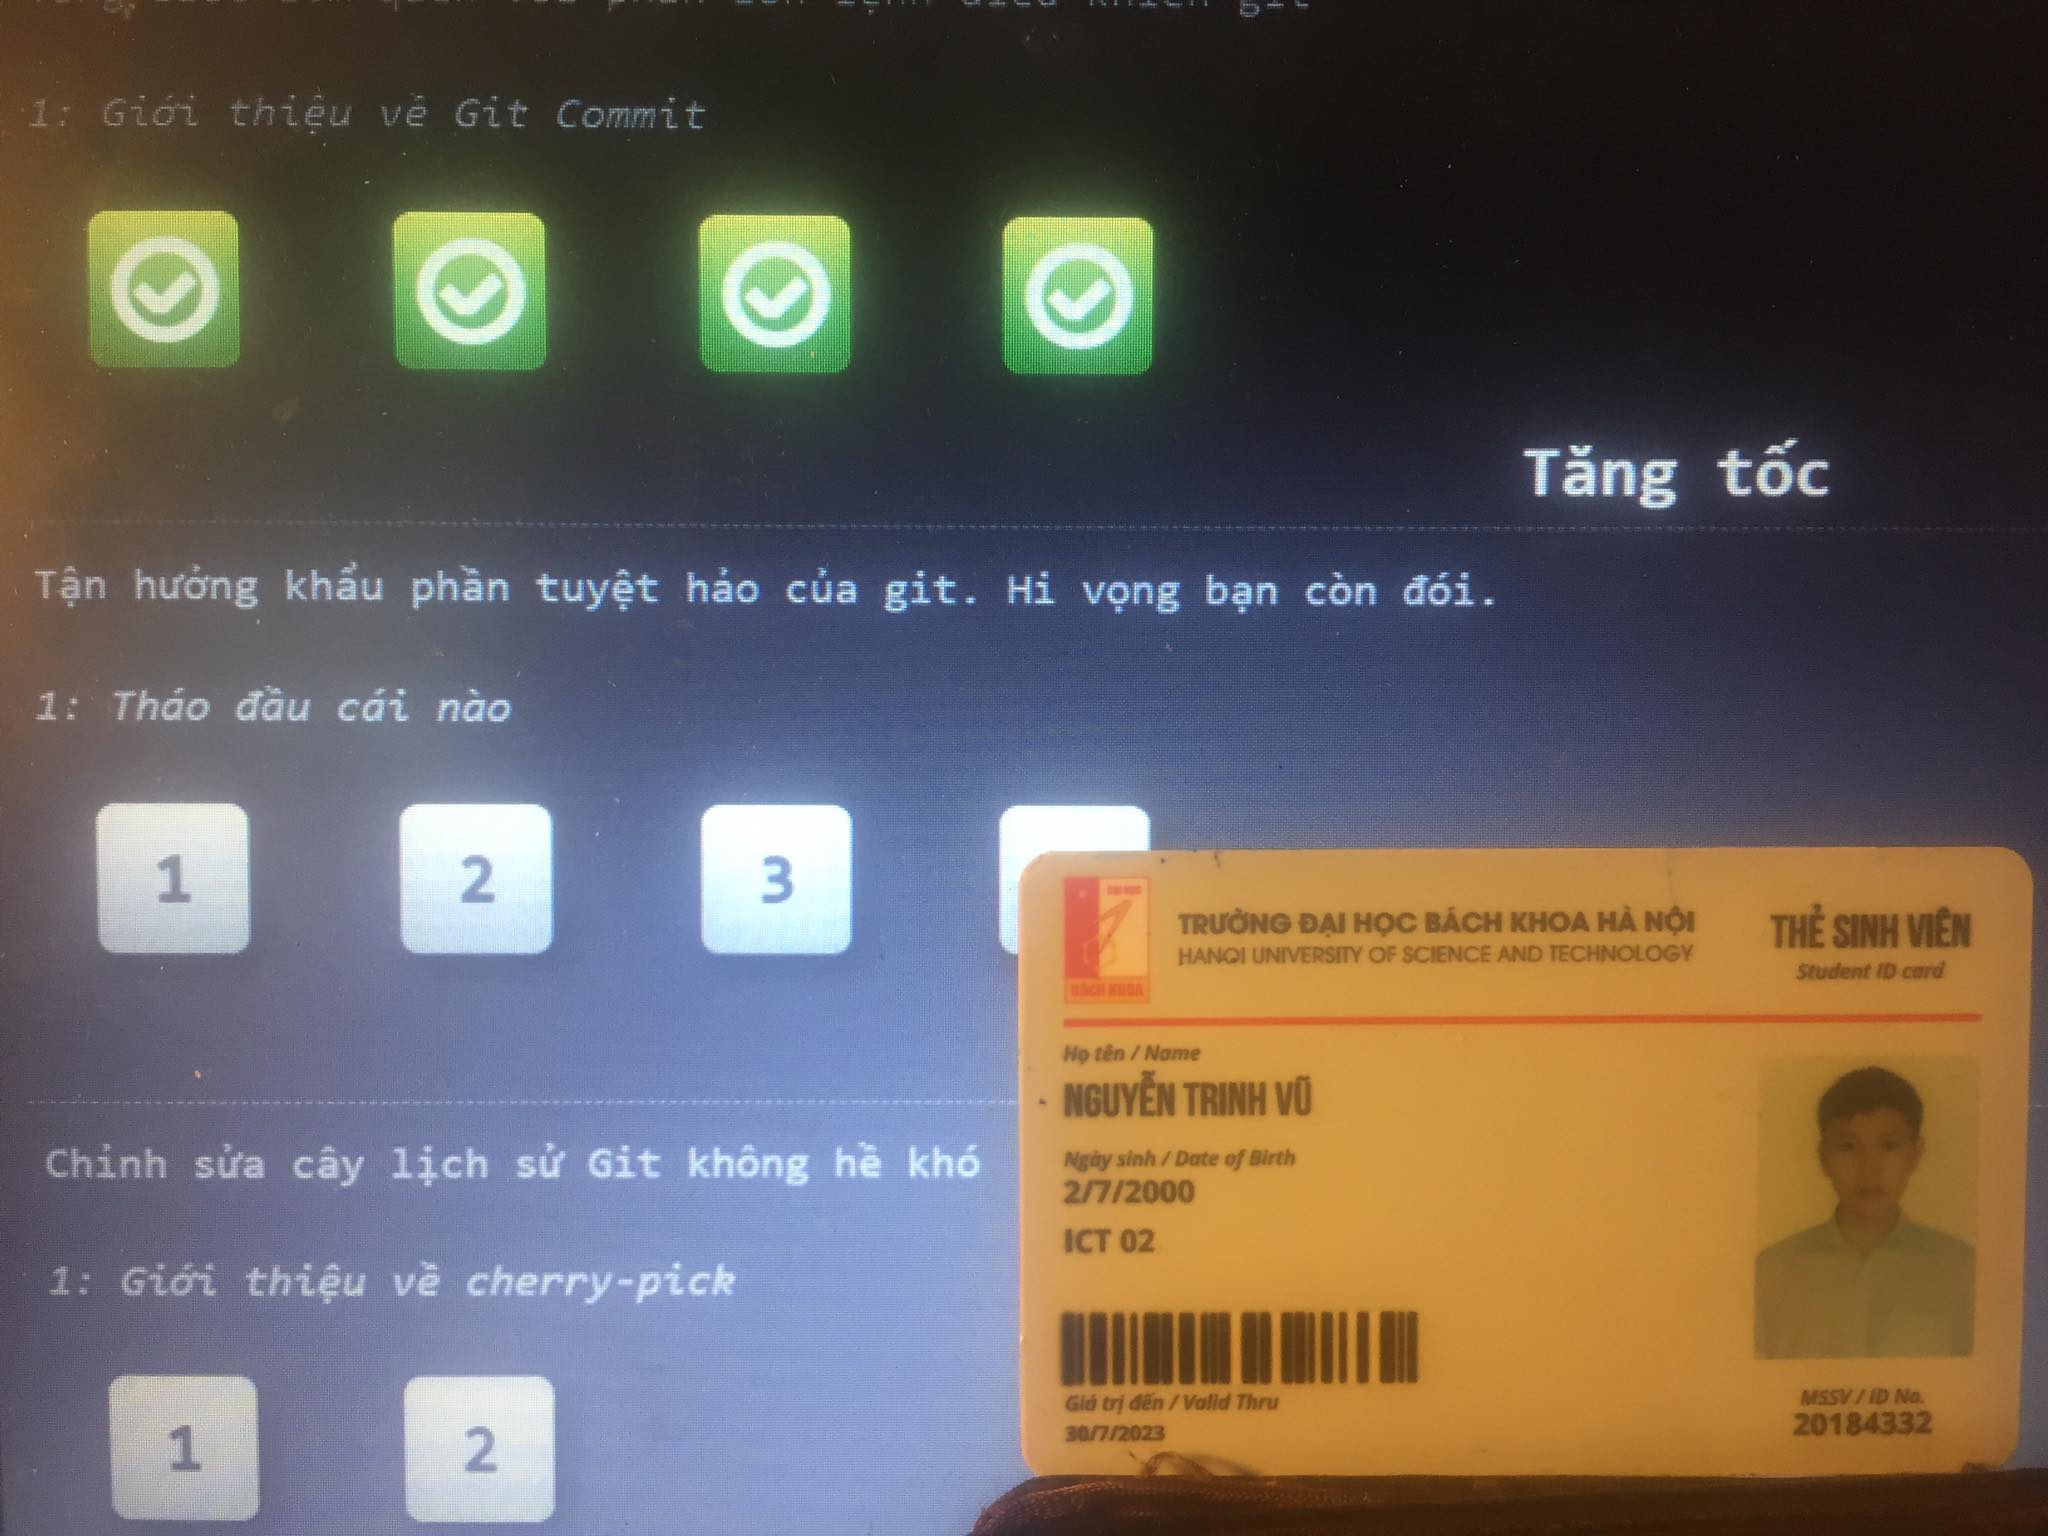 1: Giới thiệu về Git Commit
Tăng tốc
Tận hưởng khẩu phần tuyệt hảo của git. Hi vọng bạn còn đói.
1: Tháo đầu cái nào
1 2 3
Chỉnh sửa cây lịch sử Git không hề khó
1: Giới thiệu về cherry-pick
1 2
ĐẠI HỌC
BÁCH KHOA
TRƯỜNG ĐẠI HỌC BÁCH KHOA HÀ NỘI
HANOI UNIVERSITY OF SCIENCE AND TECHNOLOGY
THẺ SINH VIÊN
Student ID card
Họ tên / Name
NGUYỄN TRINH VŨ
Ngày sinh / Date of Birth
2/7/2000
ICT 02
Giá trị đến / Valid Thru
30/7/2023
MSSV / ID No.
20184332